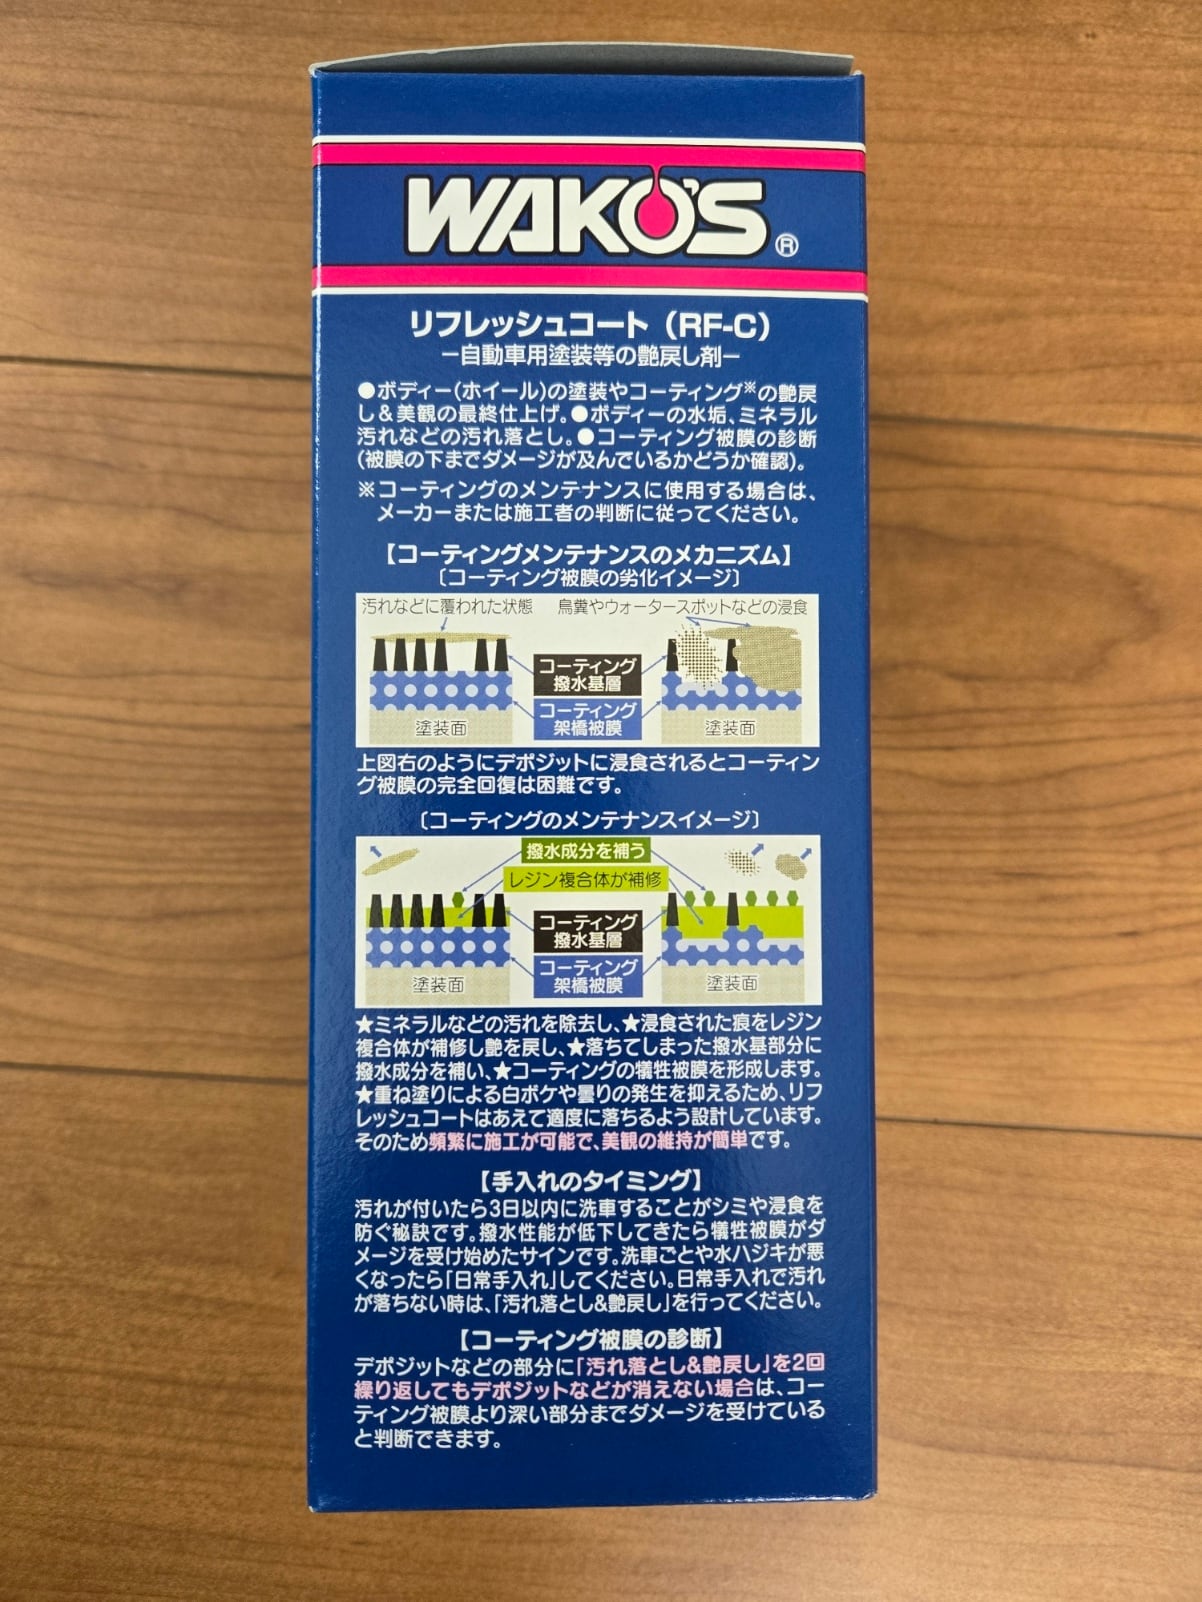 WAKO'S®
リフレッシュコート（RF-C）
－自動車用塗装等の艶戻し剤－
●ボディー(ホイール)の塗装やコーティング※の艶戻
し＆美観の最終仕上げ。●ボディーの水垢、ミネラル
汚れなどの汚れ落とし。●コーティング被膜の診断
(被膜の下までダメージが及んでいるかどうか確認)。
※コーティングのメンテナンスに使用する場合は、
メーカーまたは施工者の判断に従ってください。
【コーティングメンテナンスのメカニズム】
〔コーティング被膜の劣化イメージ〕
汚れなどに覆われた状態
鳥糞やウォータースポットなどの浸食
コーティング
撥水基層
コーティング
架橋被膜
塗装面
塗装面
上図右のようにデポジットに浸食されるとコーティン
グ被膜の完全回復は困難です。
〔コーティングのメンテナンスイメージ〕
撥水成分を補う
レジン複合体が補修
コーティング
撥水基層
コーティング
架橋被膜
塗装面
塗装面
★ミネラルなどの汚れを除去し、★浸食された痕をレジン
複合体が補修し艶を戻し、★落ちてしまった撥水基部分に
撥水成分を補い、★コーティングの犠牲被膜を形成します。
★重ね塗りによる白ボケや曇りの発生を抑えるため、リフ
レッシュコートはあえて適度に落ちるよう設計しています。
そのため頻繁に施工が可能で、美観の維持が簡単です。
【手入れのタイミング】
汚れが付いたら3日以内に洗車することがシミや浸食を
防ぐ秘訣です。撥水性能が低下してきたら犠牲被膜がダ
メージを受け始めたサインです。洗車ごとや水ハジキが悪
くなったら「日常手入れ」してください。日常手入れで汚れ
が落ちない時は、「汚れ落とし&艶戻し」を行ってください。
【コーティング被膜の診断】
デポジットなどの部分に「汚れ落とし&艶戻し」を2回
繰り返してもデポジットなどが消えない場合は、コー
ティング被膜より深い部分までダメージを受けている
と判断できます。